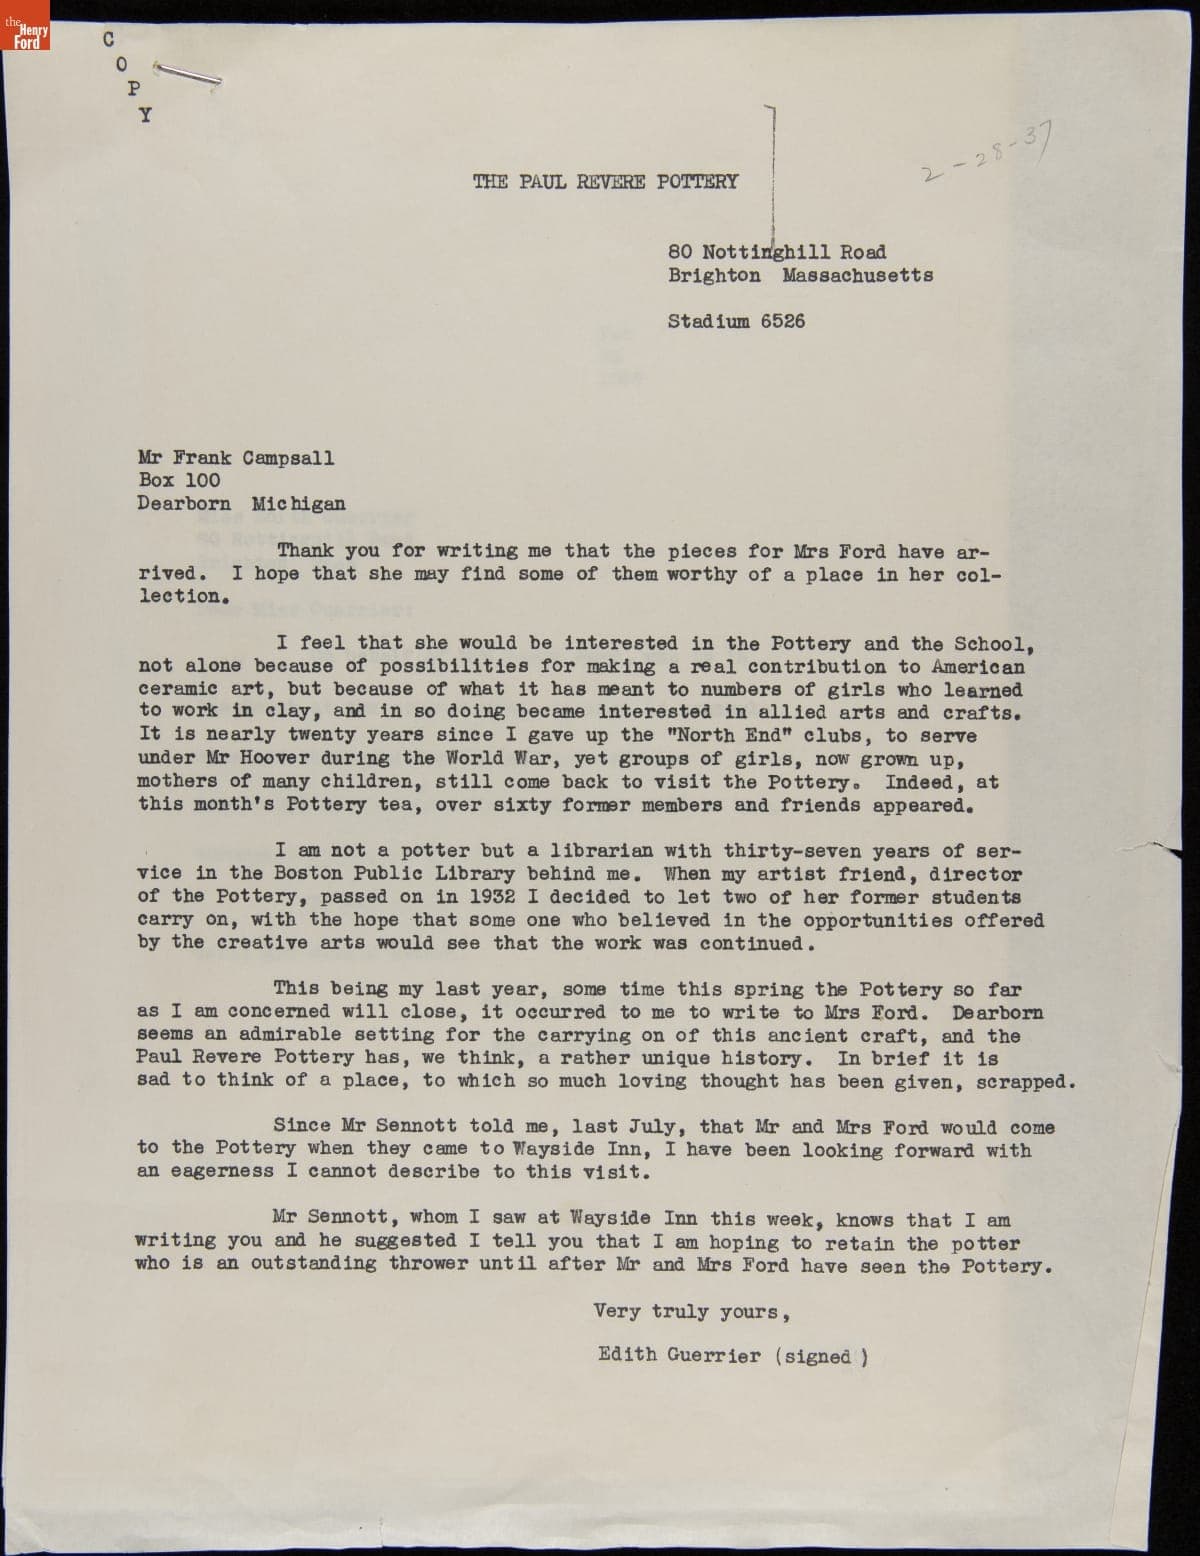 the
Henry
Ford
C
O
P
Y
2-28-37
THE PAUL REVERE POTTERY
80 Nottinghill Road
Brighton Massachusetts
Stadium 6526
Mr Frank Campsall
Box 100
Dearborn Michigan
Thank you for writing me that the pieces for Mrs Ford have ar-
rived. I hope that she may find some of them worthy of a place in her col-
lection.
I feel that she would be interested in the Pottery and the School,
not alone because of possibilities for making a real contribution to American
ceramic art, but because of what it has meant to numbers of girls who learned
to work in clay, and in so doing became interested in allied arts and crafts.
It is nearly twenty years since I gave up the "North End" clubs, to serve
under Mr Hoover during the World War, yet groups of girls, now grown up,
mothers of many children, still come back to visit the Pottery. Indeed, at
this month's Pottery tea, over sixty former members and friends appeared.
I am not a potter but a librarian with thirty-seven years of ser-
vice in the Boston Public Library behind me. When my artist friend, director
of the Pottery, passed on in 1932 I decided to let two of her former students
carry on, with the hope that some one who believed in the opportunities offered
by the creative arts would see that the work was continued.
This being my last year, some time this spring the Pottery so far
as I am concerned will close, it occurred to me to write to Mrs Ford. Dearborn
seems an admirable setting for the carrying on of this ancient craft, and the
Paul Revere Pottery has, we think, a rather unique history. In brief it is
sad to think of a place, to which so much loving thought has been given, scrapped.
Since Mr Sennott told me, last July, that Mr and Mrs Ford would come
to the Pottery when they came to Wayside Inn, I have been looking forward with
an eagerness I cannot describe to this visit.
Mr Sennott, whom I saw at Wayside Inn this week, knows that I am
writing you and he suggested I tell you that I am hoping to retain the potter
who is an outstanding thrower until after Mr and Mrs Ford have seen the Pottery.
Very truly yours,
Edith Guerrier (signed )